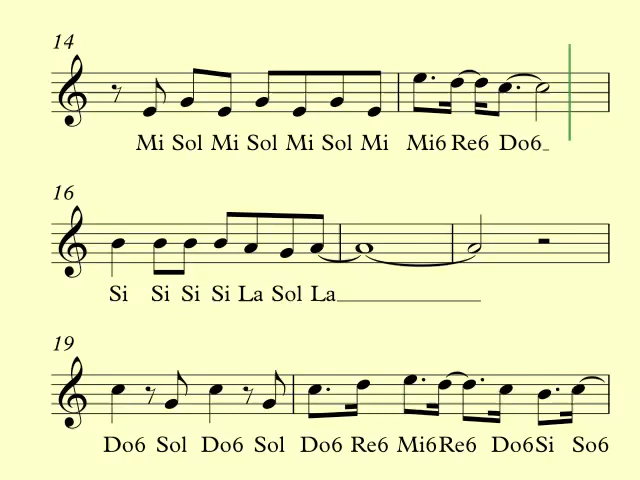 14
Mi Sol Mi Sol Mi Sol Mi Mi6 Re6 Do6_
16
Si Si Si Si La Sol La
19
Do6 Sol Do6 Sol Do6 Re6 Mi6 Re6 Do6 Si So6